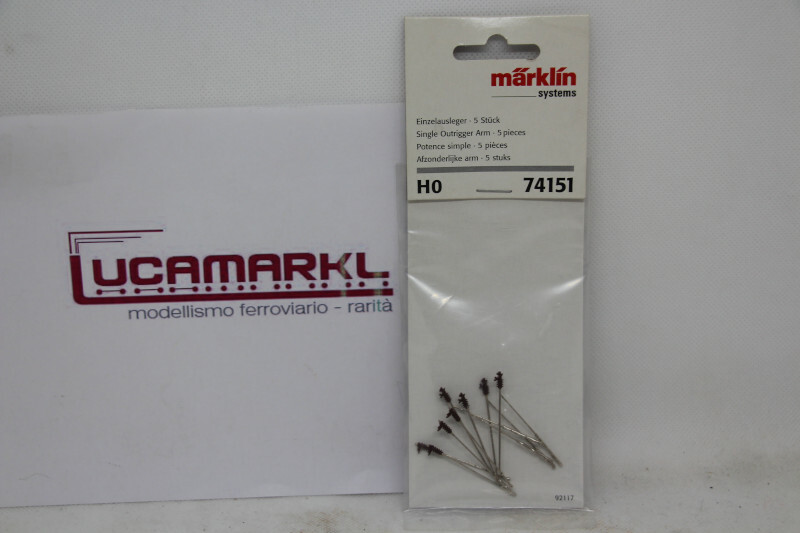 märklin
systems
Einzelausleger - 5 Stück
Single Outrigger Arm - 5 pieces
Potence simple - 5 pièces
Afzonderlijke arm - 5 stuks
H0 74151
LUCAMARKL
modellismo ferroviario - rarità
92117